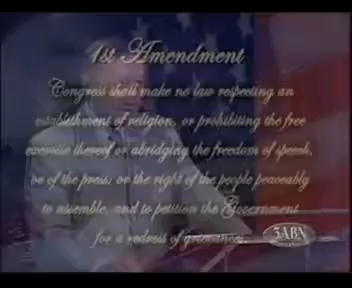 1st Amendment
Congress shall make no law respecting an
establishment of religion, or prohibiting the free
exercise thereof or abridging the freedom of speech,
or of the press, or the right of the people peaceably
to assemble, and to petition the Government
for a redress of grievances.
3ABN